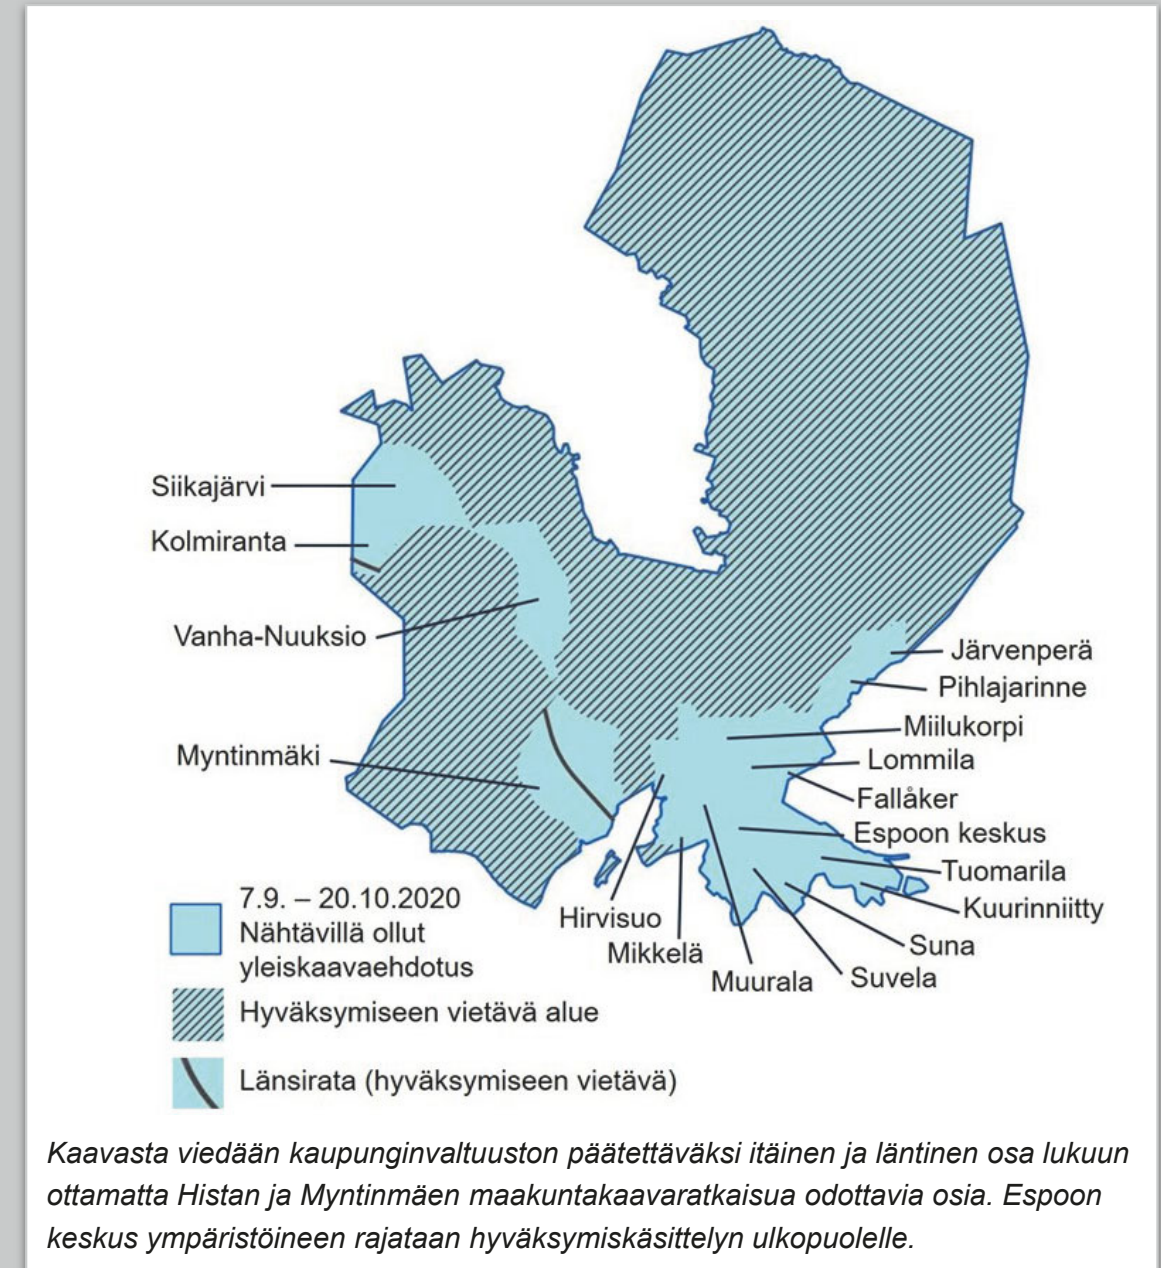 Siikajärvi
Kolmiranta
Vanha-Nuuksio
Järvenperä
Pihlajarinne
Miilukorpi
Myntinmäki
Lommila
Fallåker
Espoon keskus
Tuomarila
Kuurinniitty
Hirvisuo
Suna
Mikkelä
Suvela
Muurala
7.9. – 20.10.2020
Nähtävillä ollut
yleiskaavaehdotus
Hyväksymiseen vietävä alue
Länsirata (hyväksymiseen vietävä)
Kaavasta viedään kaupunginvaltuuston päätettäväksi itäinen ja läntinen osa lukuun
ottamatta Histan ja Myntinmäen maakuntakaavaratkaisua odottavia osia. Espoon
keskus ympäristöineen rajataan hyväksymiskäsittelyn ulkopuolelle.